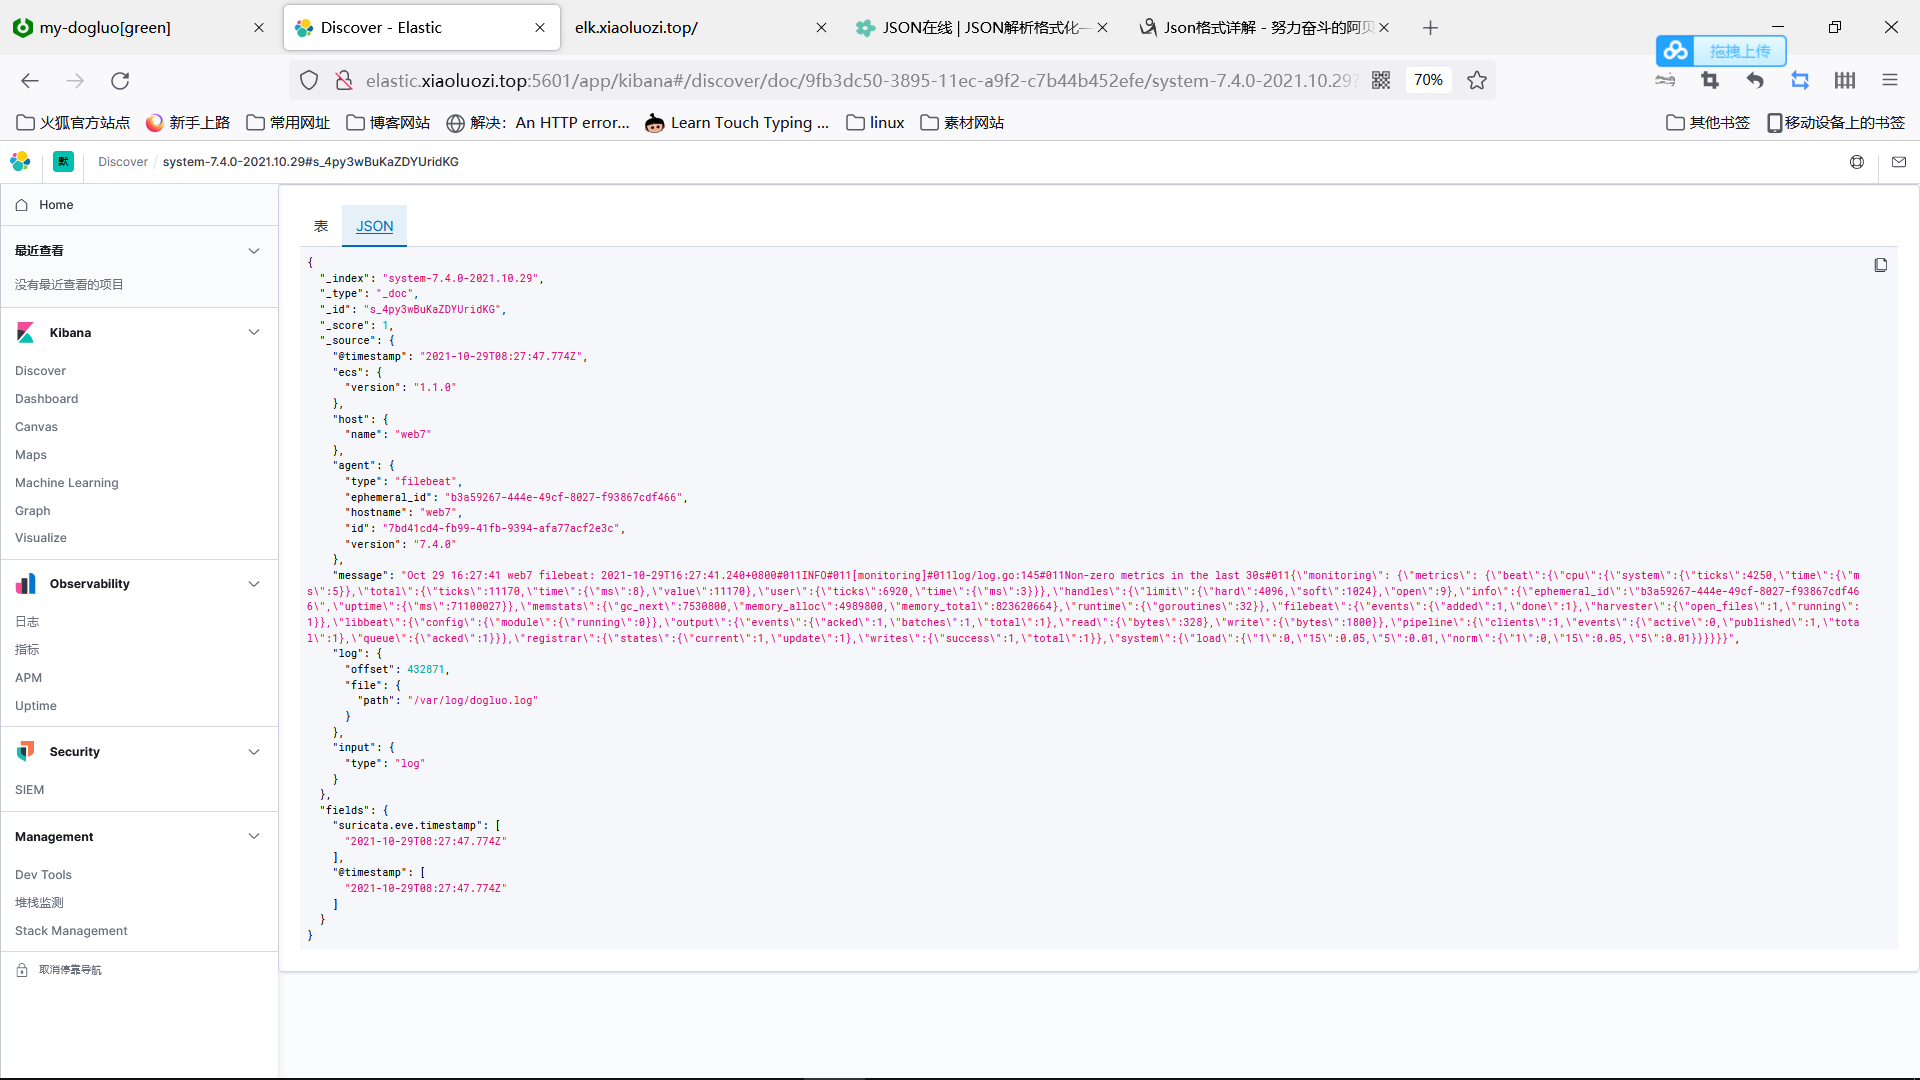 my-dogluo[green]
Discover - Elastic
elk.xiaoluozi.top/
JSON在线 | JSON解析格式化—
Json格式详解 - 努力奋斗的阿贝
拖拽上传
elastic.xiaoluozi.top:5601/app/kibana#/discover/doc/9fb3dc50-3895-11ec-a9f2-c7b44b452efe/system-7.4.0-2021.10.29?
70%
火狐官方站点
新手上路
常用网址
博客网站
解决：An HTTP error...
Learn Touch Typing ...
linux
素材网站
其他书签
移动设备上的书签
默
Discover / system-7.4.0-2021.10.29#s_4py3wBuKaZDYUridKG
Home
最近查看
没有最近查看的项目
Kibana
Discover
Dashboard
Canvas
Maps
Machine Learning
Graph
Visualize
Observability
日志
指标
APM
Uptime
Security
SIEM
Management
Dev Tools
堆栈监测
Stack Management
取消停靠导航
表
JSON
{
"_index": "system-7.4.0-2021.10.29",
"_type": "_doc",
"_id": "s_4py3wBuKaZDYUridKG",
"_score": 1,
"_source": {
"@timestamp": "2021-10-29T08:27:47.774Z",
"ecs": {
"version": "1.1.0"
},
"host": {
"name": "web7"
},
"agent": {
"type": "filebeat",
"ephemeral_id": "b3a59267-444e-49cf-8027-f93867cdf466",
"hostname": "web7",
"id": "7bd41cd4-fb99-41fb-9394-afa77acf2e3c",
"version": "7.4.0"
},
"message": "Oct 29 16:27:41 web7 filebeat: 2021-10-29T16:27:41.240+0800#011INFO#011[monitoring]#011log/log.go:145#011Non-zero metrics in the last 30s#011{\"monitoring\": {\"metrics\": {\"beat\":{\"cpu\":{\"system\":{\"ticks\":4250,\"time\":{\"m
s\":5}},\"total\":{\"ticks\":11170,\"time\":{\"ms\":8},\"value\":11170},\"user\":{\"ticks\":6920,\"time\":{\"ms\":3}}},\"handles\":{\"limit\":{\"hard\":4096,\"soft\":1024},\"open\":9},\"info\":{\"ephemeral_id\":\"b3a59267-444e-49cf-8027-f93867cdf46
6\",\"uptime\":{\"ms\":71100027}},\"memstats\":{\"gc_next\":7530800,\"memory_alloc\":4989800,\"memory_total\":823620664},\"runtime\":{\"goroutines\":32}},\"filebeat\":{\"events\":{\"added\":1,\"done\":1},\"harvester\":{\"open_files\":1,\"running\":
1}},\"libbeat\":{\"config\":{\"module\":{\"running\":0}},\"output\":{\"events\":{\"acked\":1,\"batches\":1,\"total\":1},\"read\":{\"bytes\":328},\"write\":{\"bytes\":1800}},\"pipeline\":{\"clients\":1,\"events\":{\"active\":0,\"published\":1,\"tota
l\":1},\"queue\":{\"acked\":1}}},\"registrar\":{\"states\":{\"current\":1,\"update\":1},\"writes\":{\"success\":1,\"total\":1}},\"system\":{\"load\":{\"1\":0,\"15\":0.05,\"5\":0.01,\"norm\":{\"1\":0,\"15\":0.05,\"5\":0.01}}}}}}",
"log": {
"offset": 432871,
"file": {
"path": "/var/log/dogluo.log"
}
},
"input": {
"type": "log"
}
},
"fields": {
"suricata.eve.timestamp": [
"2021-10-29T08:27:47.774Z"
],
"@timestamp": [
"2021-10-29T08:27:47.774Z"
]
}
}